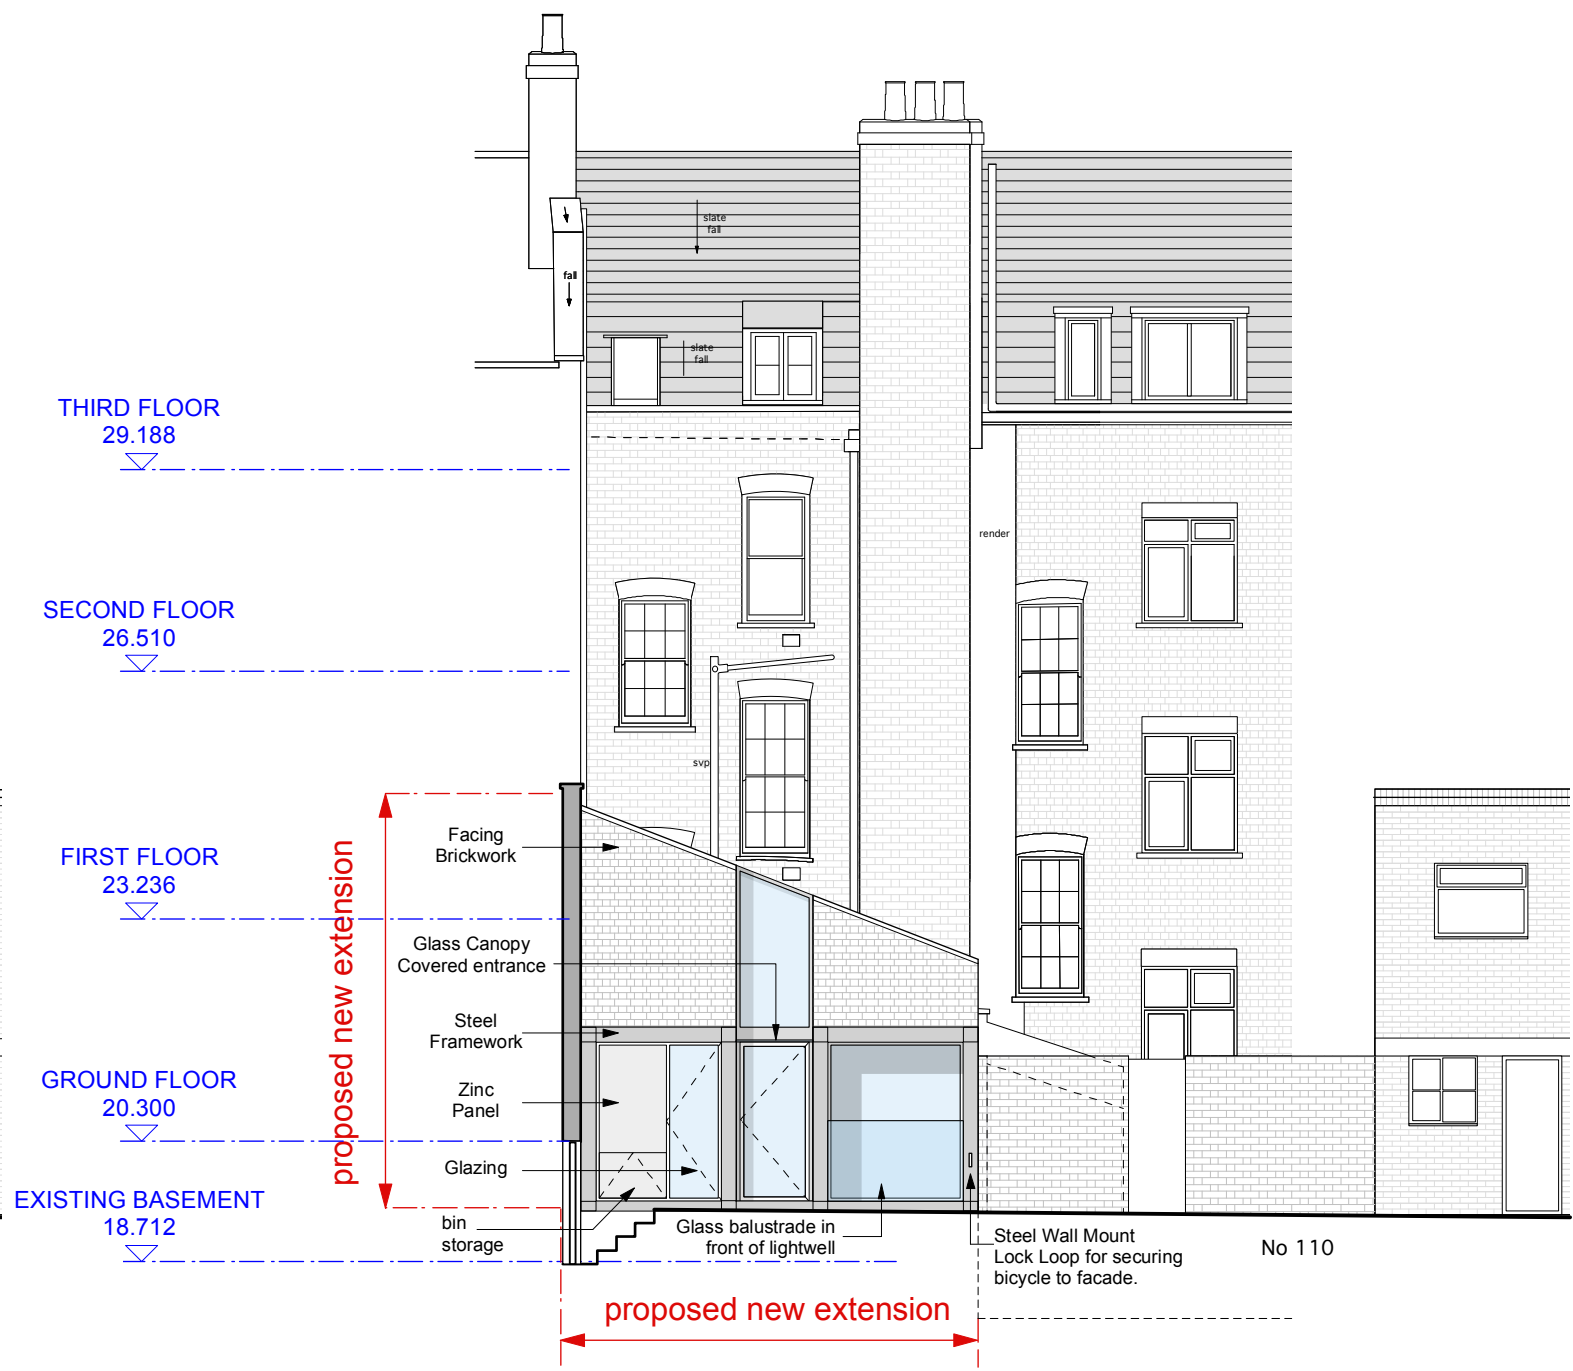 slate
fall
fall
slate
fall
THIRD FLOOR
29.188
render
SECOND FLOOR
26.510
svp
FIRST FLOOR
23.236
Facing
Brickwork
proposed new extension
Glass Canopy
Covered entrance
Steel
Framework
GROUND FLOOR
20.300
Zinc
Panel
Glazing
EXISTING BASEMENT
18.712
bin
storage
Glass balustrade in
front of lightwell
Steel Wall Mount
Lock Loop for securing
bicycle to facade.
No 110
proposed new extension